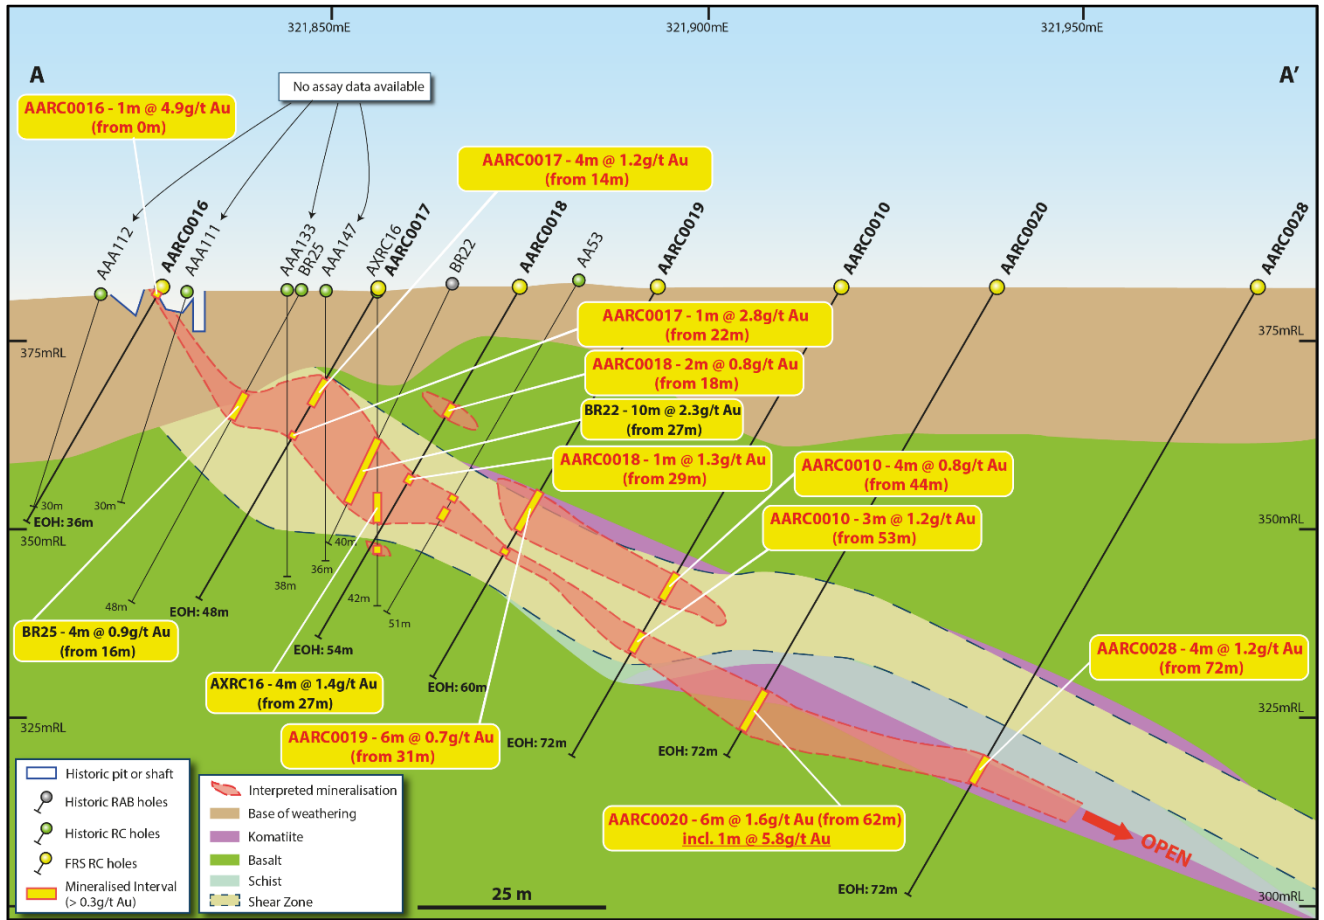 321,850mE
321,900mE
321,950mE
A
A’
No assay data available
AARC0016 - 1m @ 4.9g/t Au
(from 0m)
AARC0017 - 4m @ 1.2g/t Au
(from 14m)
AAA112
AARC0016
AAA111
AAA133
BR25
AAA147
AXRC16
AARC0017
BR22
AARC0018
AA53
AARC0019
AARC0010
AARC0020
AARC0028
375mRL
375mRL
AARC0017 - 1m @ 2.8g/t Au
(from 22m)
AARC0018 - 2m @ 0.8g/t Au
(from 18m)
BR22 - 10m @ 2.3g/t Au
(from 27m)
AARC0018 - 1m @ 1.3g/t Au
(from 29m)
AARC0010 - 4m @ 0.8g/t Au
(from 44m)
AARC0010 - 3m @ 1.2g/t Au
(from 53m)
30m
EOH: 36m
30m
350mRL
350mRL
40m
36m
38m
48m
EOH: 48m
42m
51m
EOH: 54m
EOH: 60m
BR25 - 4m @ 0.9g/t Au
(from 16m)
AXRC16 - 4m @ 1.4g/t Au
(from 27m)
AARC0019 - 6m @ 0.7g/t Au
(from 31m)
AARC0028 - 4m @ 1.2g/t Au
(from 72m)
325mRL
325mRL
EOH: 72m
EOH: 72m
AARC0020 - 6m @ 1.6g/t Au (from 62m)
incl. 1m @ 5.8g/t Au
OPEN
EOH: 72m
300mRL
Historic pit or shaft
Historic RAB holes
Historic RC holes
FRS RC holes
Mineralised Interval
(> 0.3g/t Au)
Interpreted mineralisation
Base of weathering
Komatiite
Basalt
Schist
Shear Zone
25 m